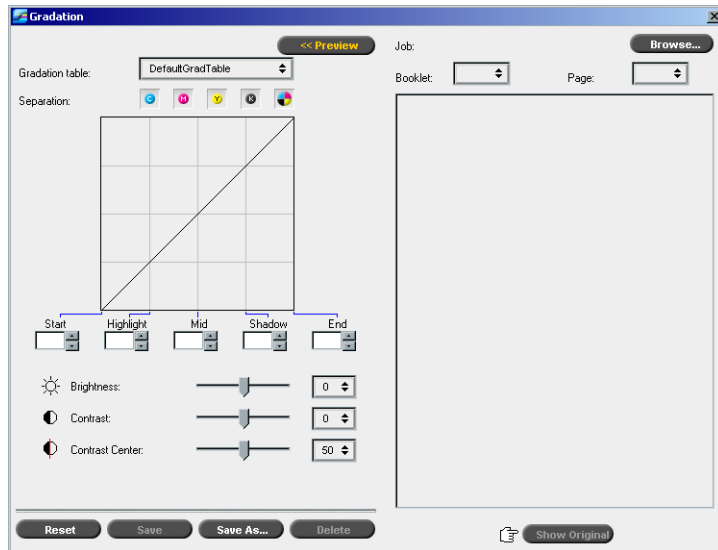 Gradation
<< Preview
Gradation table:
DefaultGradTable
Separation:
C M Y K
Start Highlight Mid Shadow End
Brightness:
0
Contrast:
0
Contrast Center:
50
Reset Save Save As... Delete
Job:
Browse...
Booklet:
Page:
Show Original